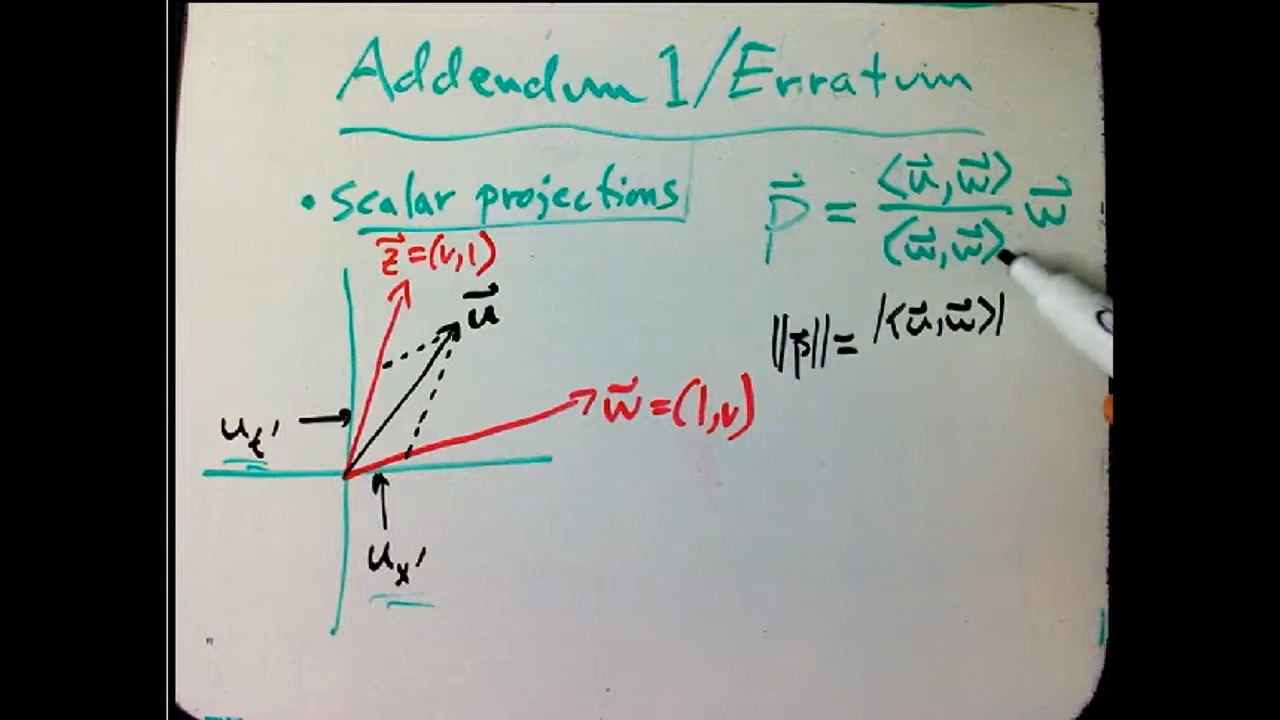 Addendum 1/Erratum
• Scalar projections
p⃗ = <u⃗,w⃗> / <w⃗,w⃗> w⃗
z⃗=(v,1)
u⃗
||p⃗|| = |<u⃗,w⃗>|
w⃗=(1,v)
u_t'
u_x'